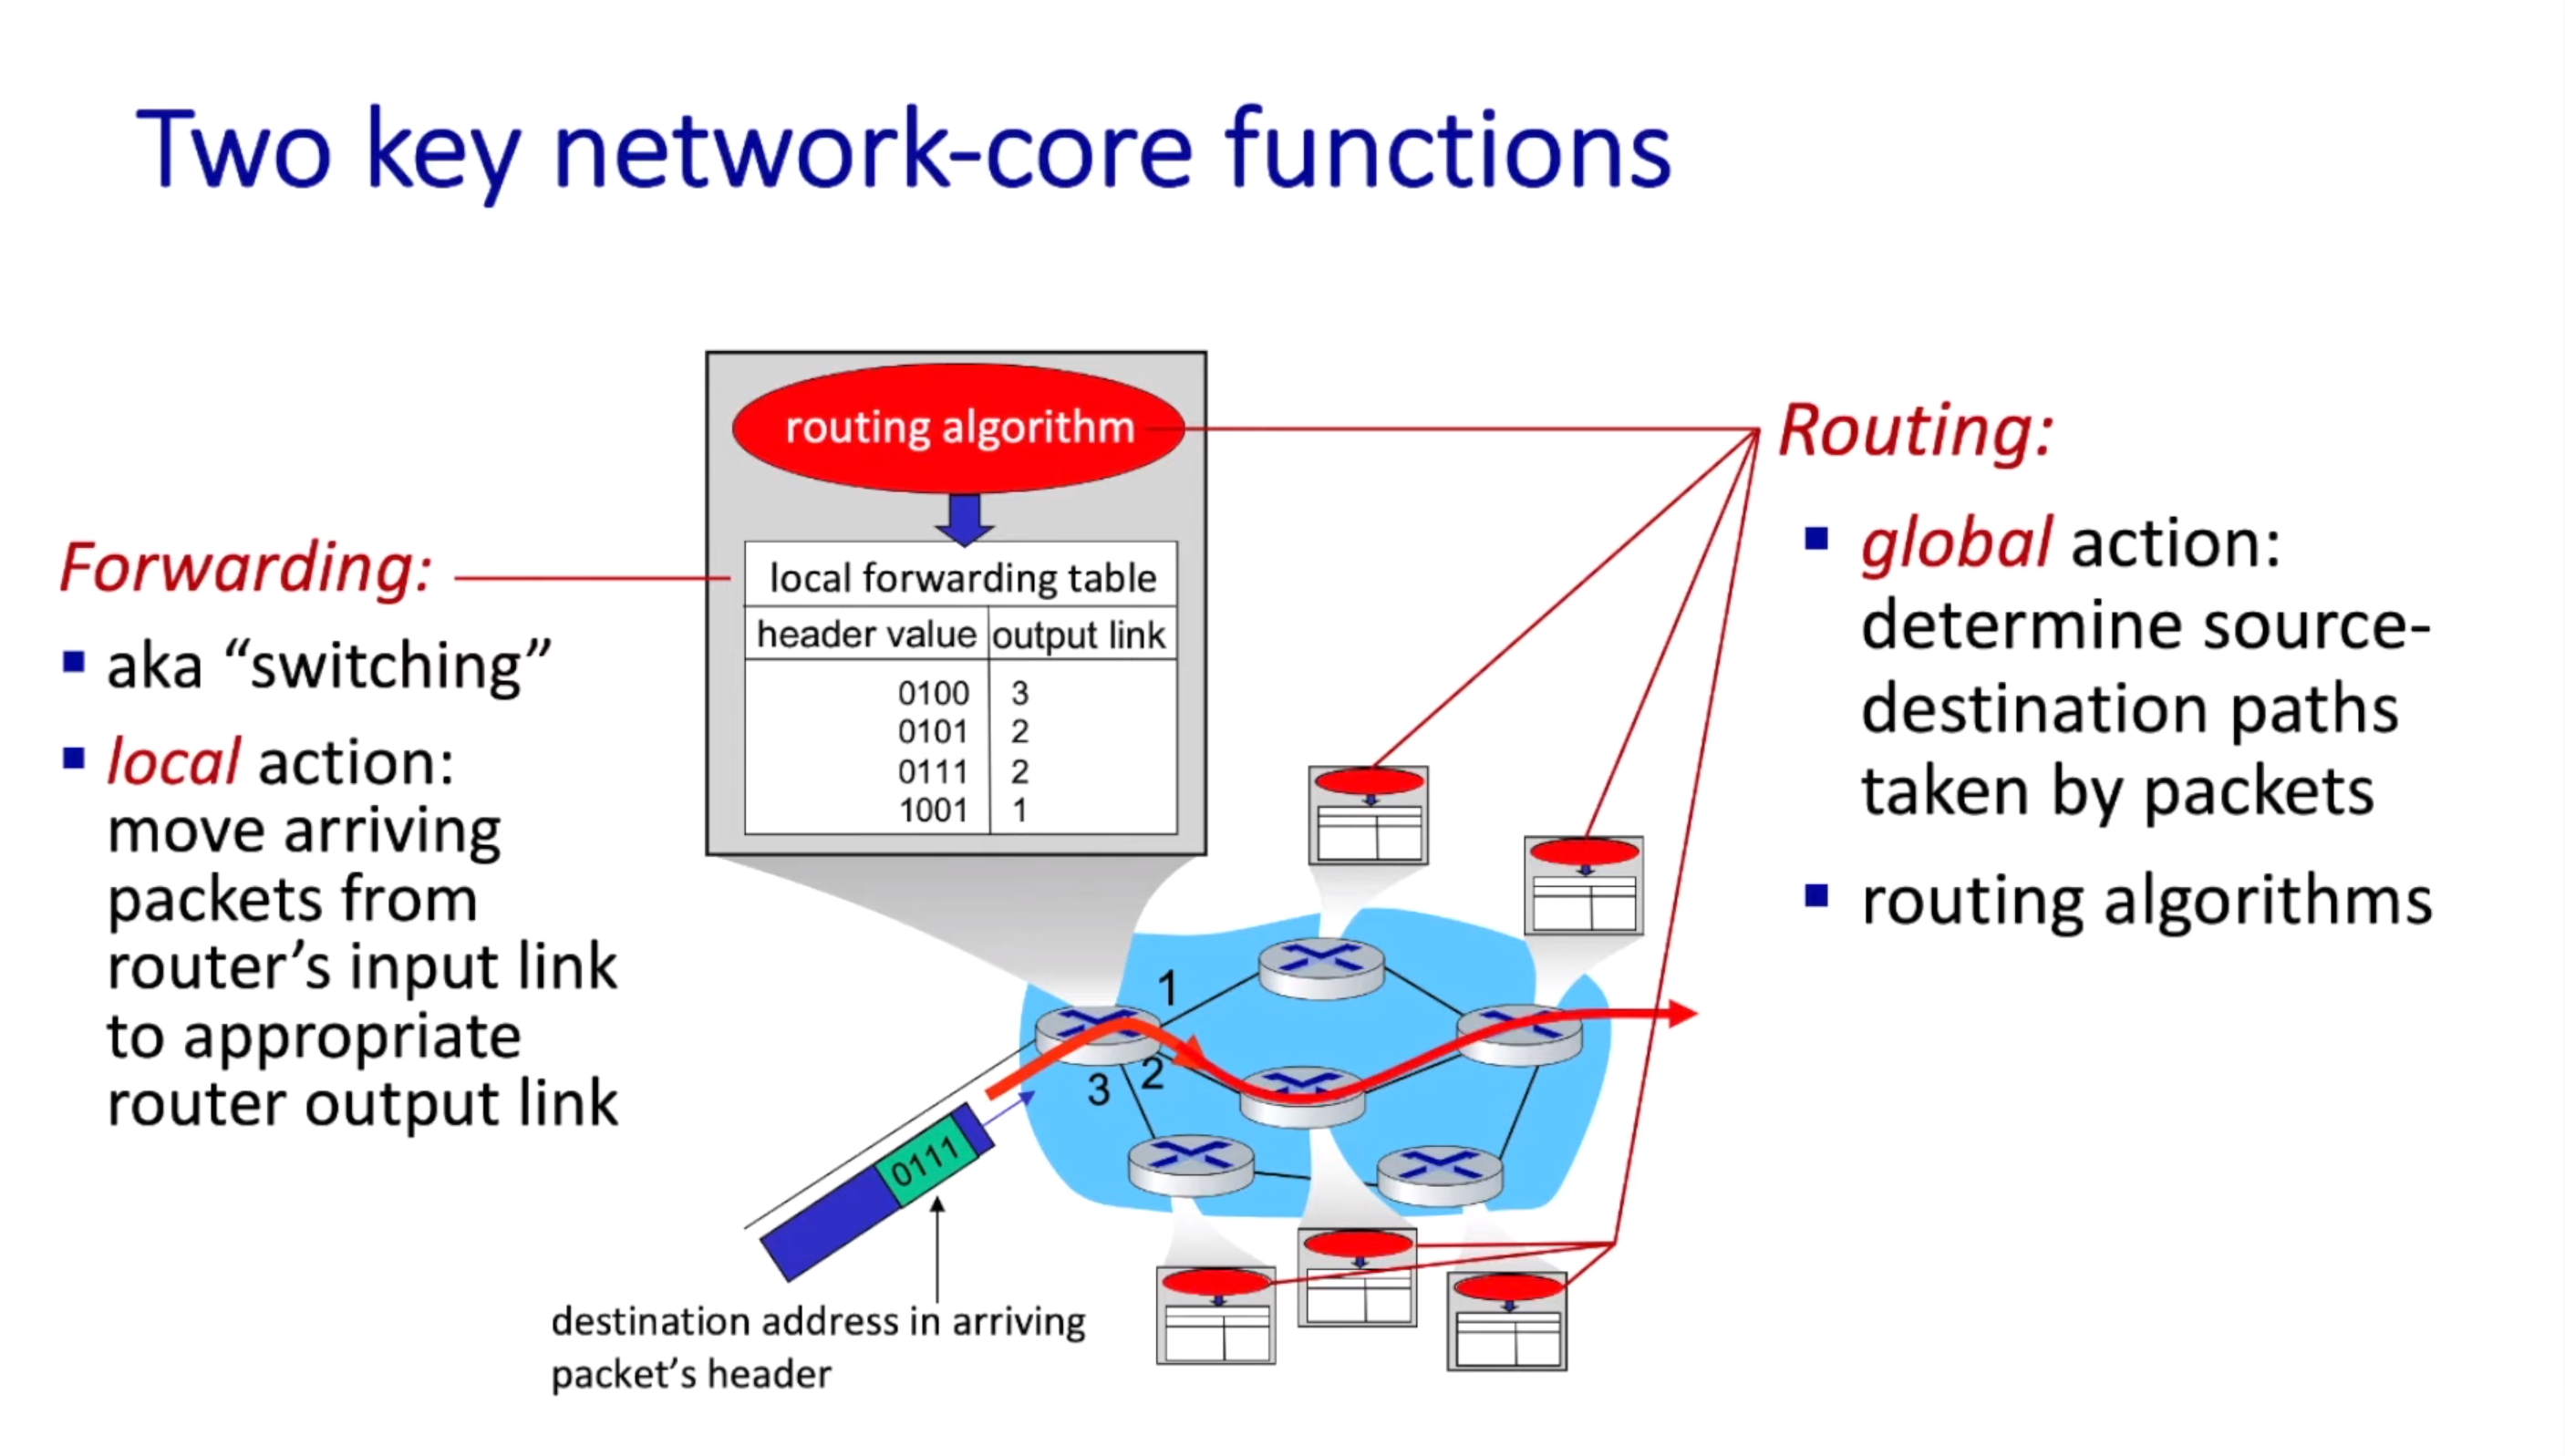 Two key network-core functions
Forwarding:
aka “switching”
local action:
move arriving
packets from
router’s input link
to appropriate
router output link
routing algorithm
local forwarding table
header value output link
0100 3
0101 2
0111 2
1001 1
Routing:
global action:
determine source-
destination paths
taken by packets
routing algorithms
1
2
3
0111
destination address in arriving
packet’s header